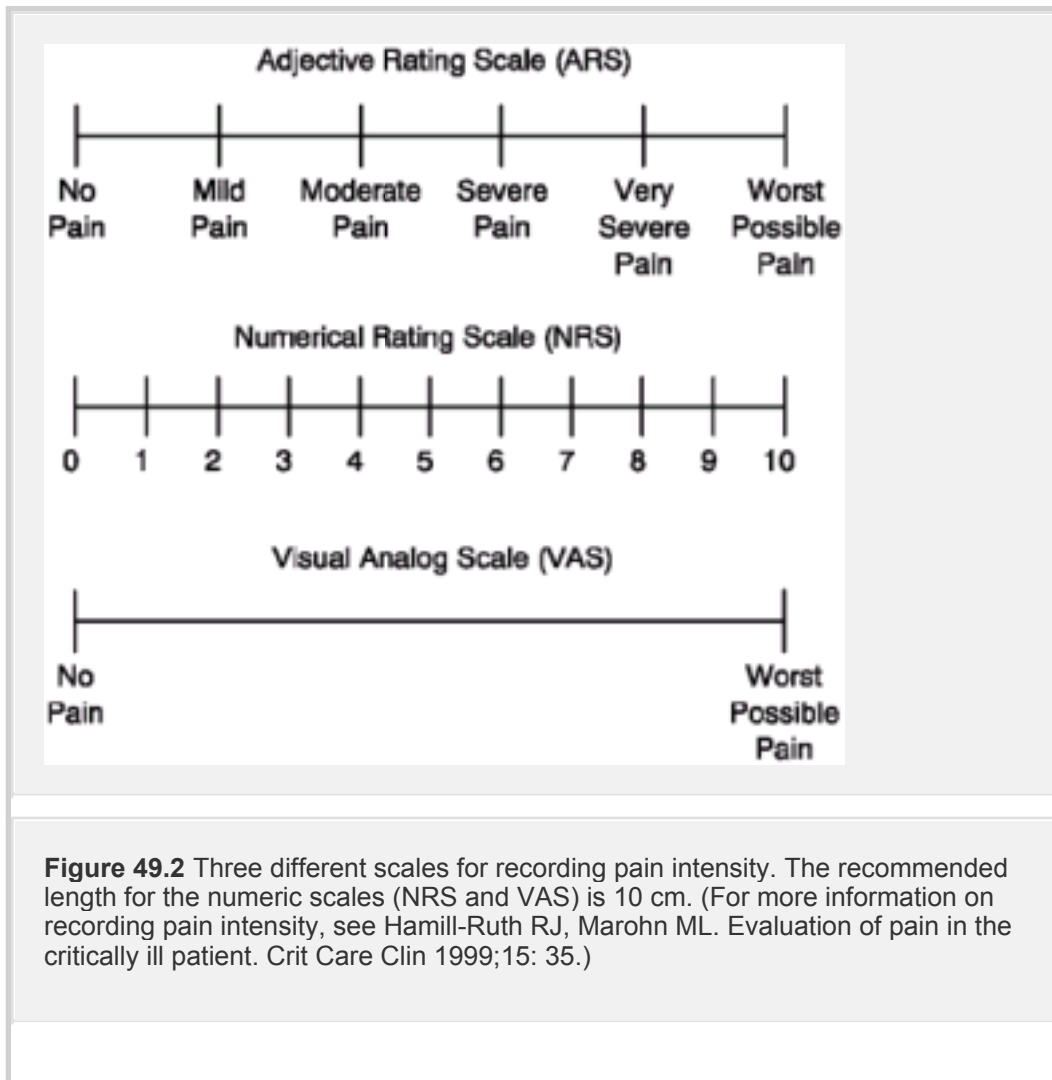 Adjective Rating Scale (ARS)
No Pain
Mild Pain
Moderate Pain
Severe Pain
Very Severe Pain
Worst Possible Pain
Numerical Rating Scale (NRS)
0 1 2 3 4 5 6 7 8 9 10
Visual Analog Scale (VAS)
No Pain
Worst Possible Pain
Figure 49.2 Three different scales for recording pain intensity. The recommended
length for the numeric scales (NRS and VAS) is 10 cm. (For more information on
recording pain intensity, see Hamill-Ruth RJ, Marohn ML. Evaluation of pain in the
critically ill patient. Crit Care Clin 1999;15: 35.)